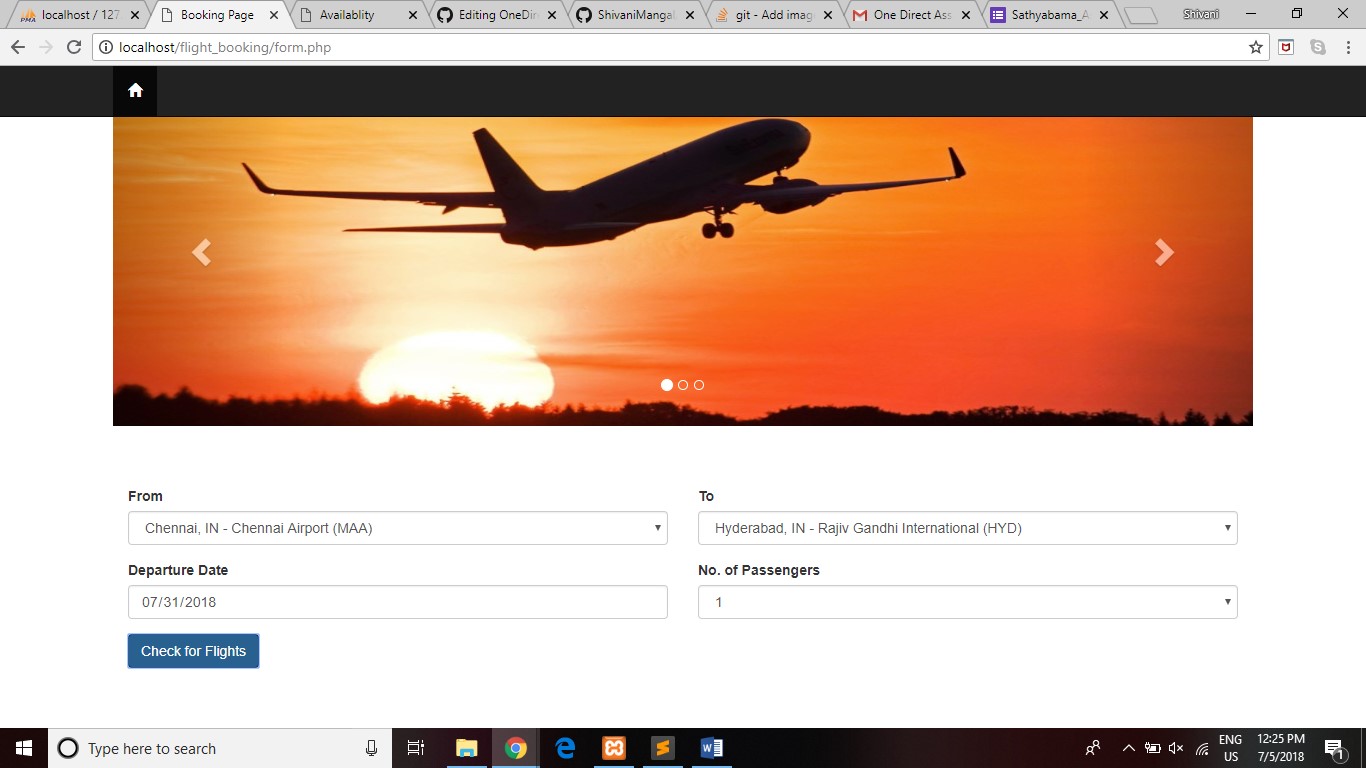 localhost / 127
Booking Page
Availablity
Editing OneDir
ShivaniMangal
git - Add imag
One Direct Ass
Sathyabama_A
Shivani
localhost/flight_booking/form.php
From
To
Chennai, IN - Chennai Airport (MAA)
Hyderabad, IN - Rajiv Gandhi International (HYD)
Departure Date
No. of Passengers
07/31/2018
1
Check for Flights
Type here to search
ENG
US
12:25 PM
7/5/2018
1